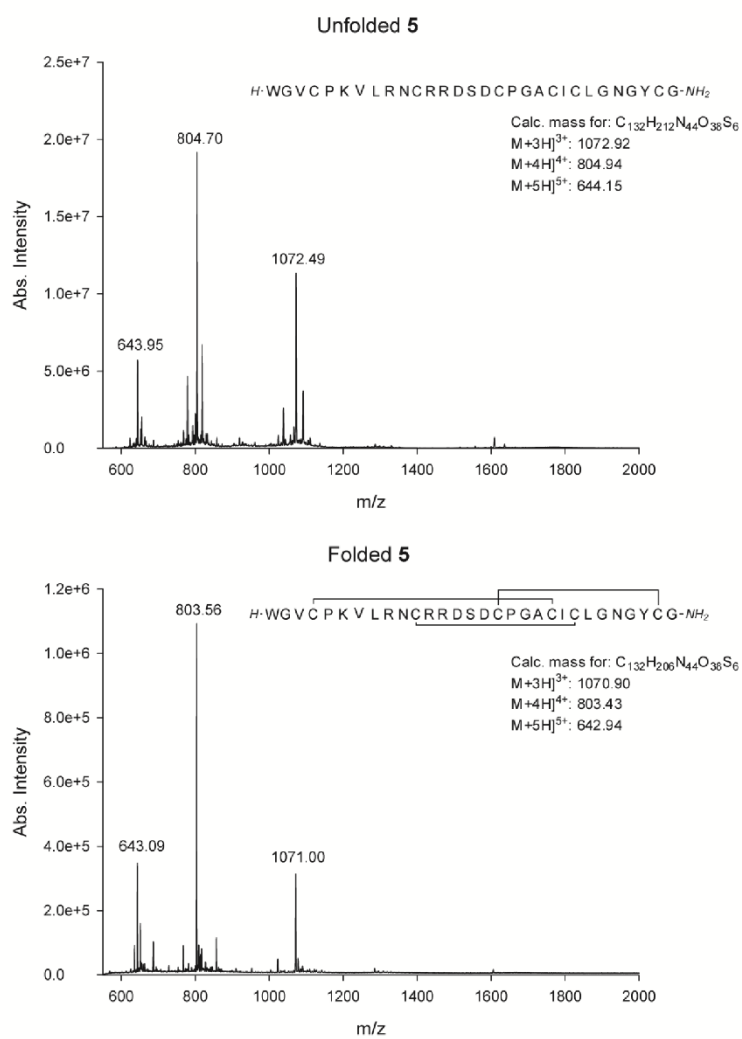 Unfolded 5
2.5e+7
2.0e+7
1.5e+7
1.0e+7
5.0e+6
0.0
Abs. Intensity
H-WGVCPKVLRNCRRDSDCPGACICLGNGYCG-NH2
Calc. mass for: C132H212N44O38S6
M+3H]3+: 1072.92
M+4H]4+: 804.94
M+5H]5+: 644.15
804.70
1072.49
643.95
600 800 1000 1200 1400 1600 1800 2000
m/z
Folded 5
1.2e+6
1.0e+6
8.0e+5
6.0e+5
4.0e+5
2.0e+5
0.0
Abs. Intensity
803.56
H-WGVCPKVLRNCRRDSDCPGACICLGNGYCG-NH2
Calc. mass for: C132H206N44O38S6
M+3H]3+: 1070.90
M+4H]4+: 803.43
M+5H]5+: 642.94
643.09
1071.00
600 800 1000 1200 1400 1600 1800 2000
m/z